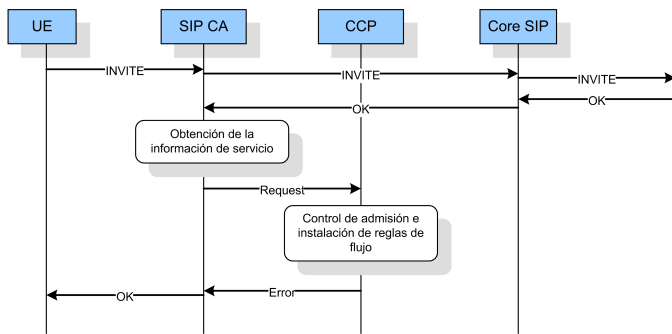 UE
SIP CA
CCP
Core SIP
INVITE
INVITE
INVITE
OK
OK
Obtención de la
información de servicio
Request
Control de admisión e
instalación de reglas de
flujo
Error
OK